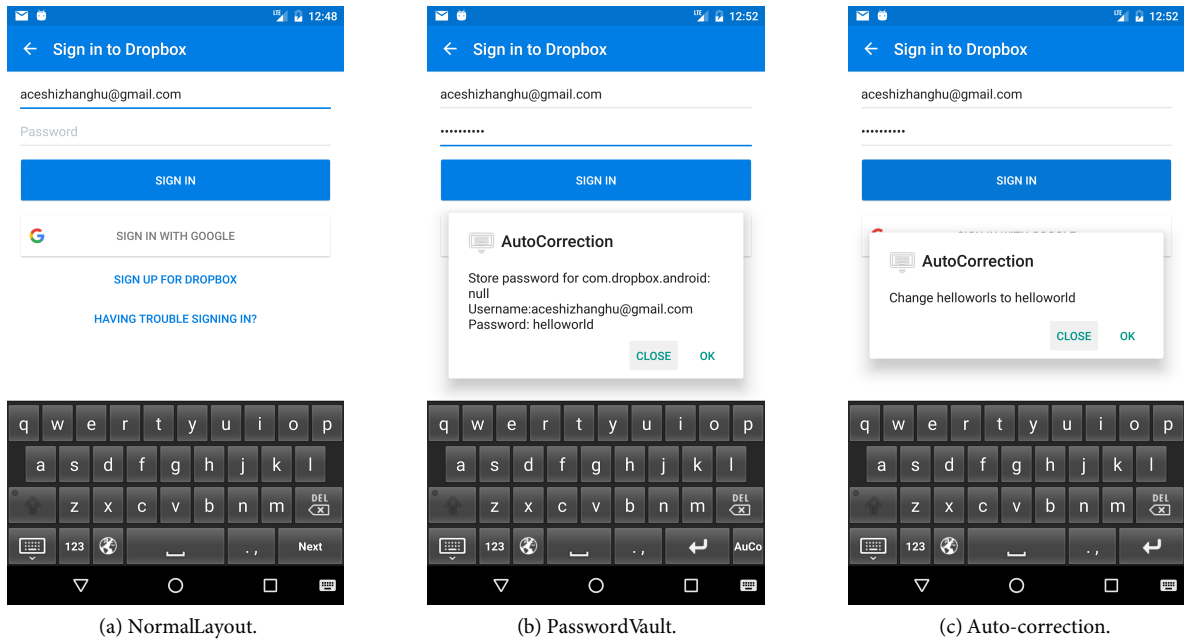 LTE 12:48
Sign in to Dropbox
aceshizhanghu@gmail.com
Password
SIGN IN
SIGN IN WITH GOOGLE
SIGN UP FOR DROPBOX
HAVING TROUBLE SIGNING IN?
q w e r t y u i o p
a s d f g h j k l
z x c v b n m DEL
123 . , Next
(a) NormalLayout.
LTE 12:52
Sign in to Dropbox
aceshizhanghu@gmail.com
••••••••••
SIGN IN
AutoCorrection
Store password for com.dropbox.android:
null
Username:aceshizhanghu@gmail.com
Password: helloworld
CLOSE OK
q w e r t y u i o p
a s d f g h j k l
z x c v b n m DEL
123 . , AuCo
(b) PasswordVault.
LTE 12:52
Sign in to Dropbox
aceshizhanghu@gmail.com
••••••••••
SIGN IN
AutoCorrection
Change helloworls to helloworld
CLOSE OK
q w e r t y u i o p
a s d f g h j k l
z x c v b n m DEL
123 . ,
(c) Auto-correction.